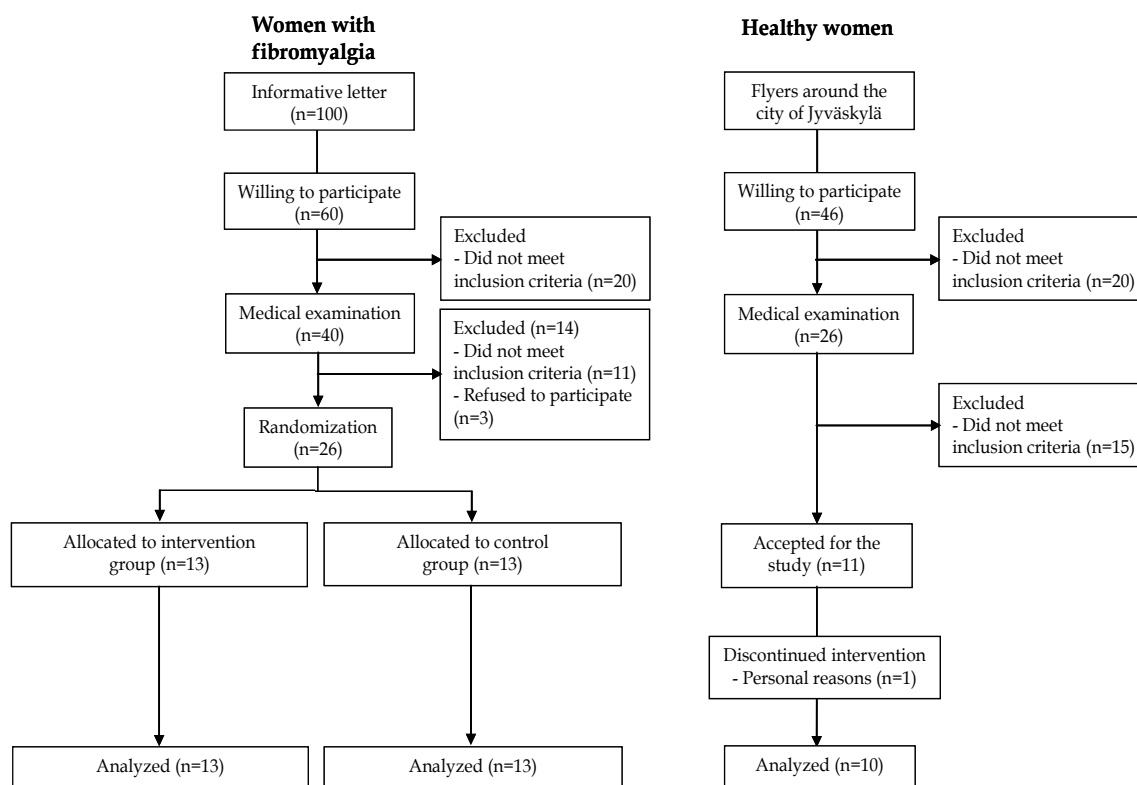 Women with
fibromyalgia
Informative letter
(n=100)
Willing to participate
(n=60)
Excluded
- Did not meet
inclusion criteria (n=20)
Medical examination
(n=40)
Excluded (n=14)
- Did not meet
inclusion criteria (n=11)
- Refused to participate
(n=3)
Randomization
(n=26)
Allocated to intervention
group (n=13)
Allocated to control
group (n=13)
Analyzed (n=13)
Analyzed (n=13)
Healthy women
Flyers around the
city of Jyväskylä
Willing to participate
(n=46)
Excluded
- Did not meet
inclusion criteria (n=20)
Medical examination
(n=26)
Excluded
- Did not meet
inclusion criteria (n=15)
Accepted for the
study (n=11)
Discontinued intervention
- Personal reasons (n=1)
Analyzed (n=10)